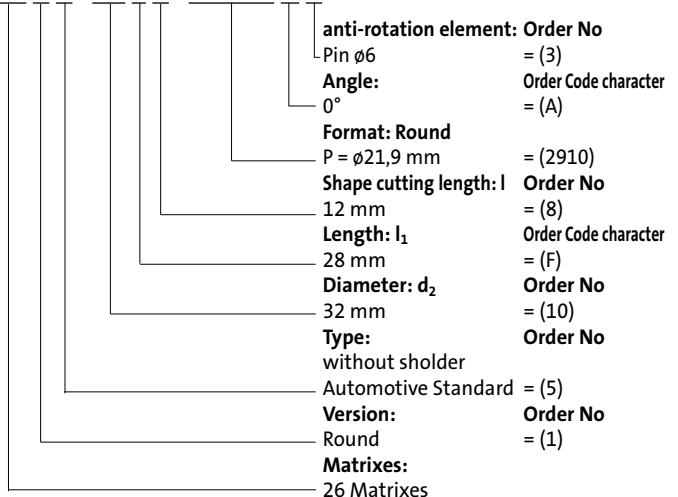 anti-rotation element: Order No
Pin ø6 = (3)
Angle: Order Code character
0° = (A)
Format: Round
P = ø21,9 mm = (2910)
Shape cutting length: l Order No
12 mm = (8)
Length: l₁ Order Code character
28 mm = (F)
Diameter: d₂ Order No
32 mm = (10)
Type: Order No
without sholder
Automotive Standard = (5)
Version: Order No
Round = (1)
Matrixes:
26 Matrixes